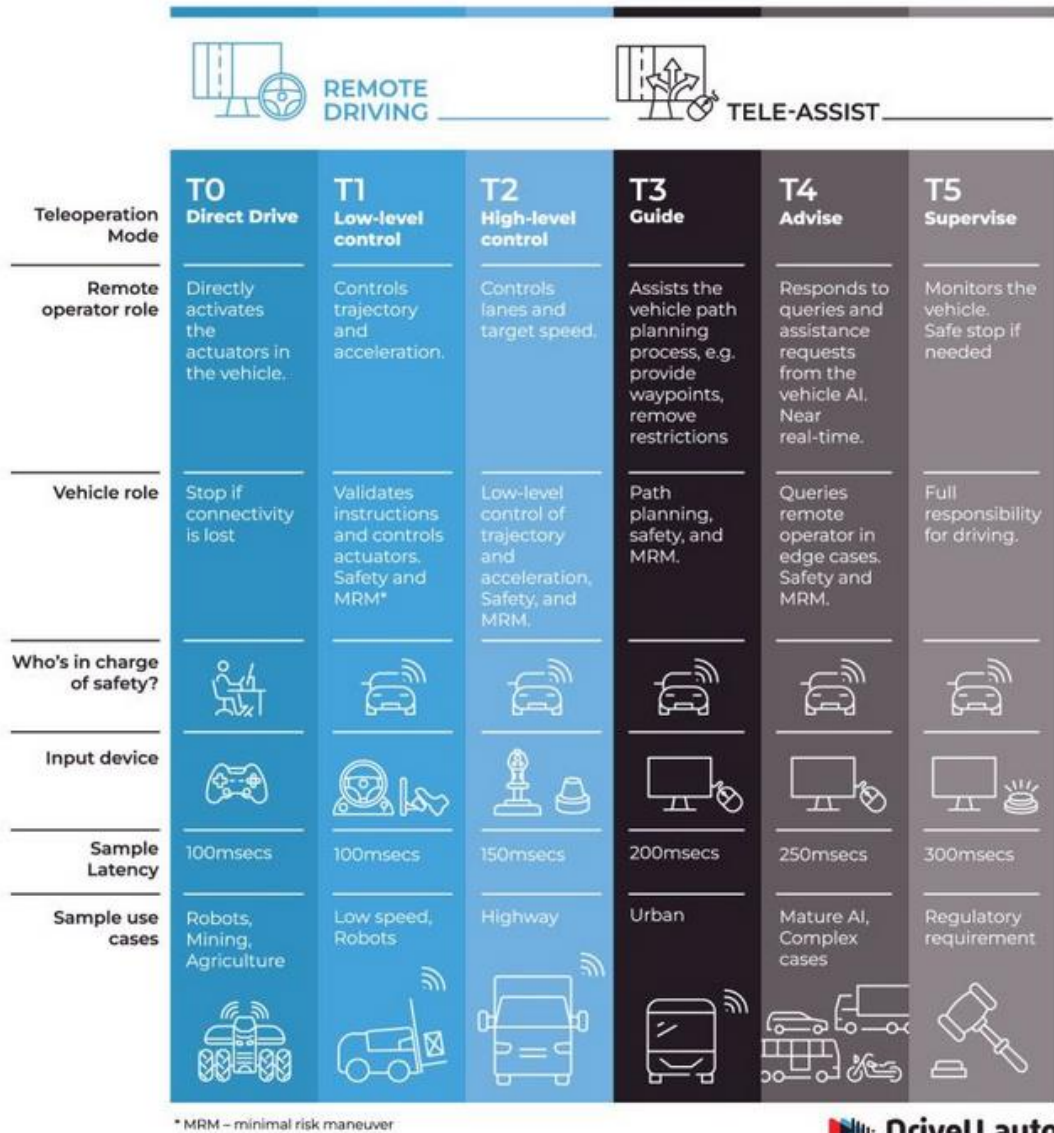 REMOTE
DRIVING
TELE-ASSIST
Teleoperation
Mode
T0
Direct Drive
T1
Low-level
control
T2
High-level
control
T3
Guide
T4
Advise
T5
Supervise
Remote
operator role
Directly
activates
the
actuators in
the vehicle.
Controls
trajectory
and
acceleration.
Controls
lanes and
target speed.
Assists the
vehicle path
planning
process, e.g.
provide
waypoints,
remove
restrictions
Responds to
queries and
assistance
requests
from the
vehicle AI.
Near
real-time.
Monitors the
vehicle.
Safe stop if
needed
Vehicle role
Stop if
connectivity
is lost
Validates
instructions
and controls
actuators.
Safety and
MRM*
Low-level
control of
trajectory
and
acceleration,
Safety, and
MRM.
Path
planning,
safety, and
MRM.
Queries
remote
operator in
edge cases.
Safety and
MRM.
Full
responsibility
for driving.
Who's in charge
of safety?
Input device
Sample
Latency
100msecs
100msecs
150msecs
200msecs
250msecs
300msecs
Sample use
cases
Robots,
Mining,
Agriculture
Low speed,
Robots
Highway
Urban
Mature AI,
Complex
cases
Regulatory
requirement
* MRM – minimal risk maneuver
DriveU.auto